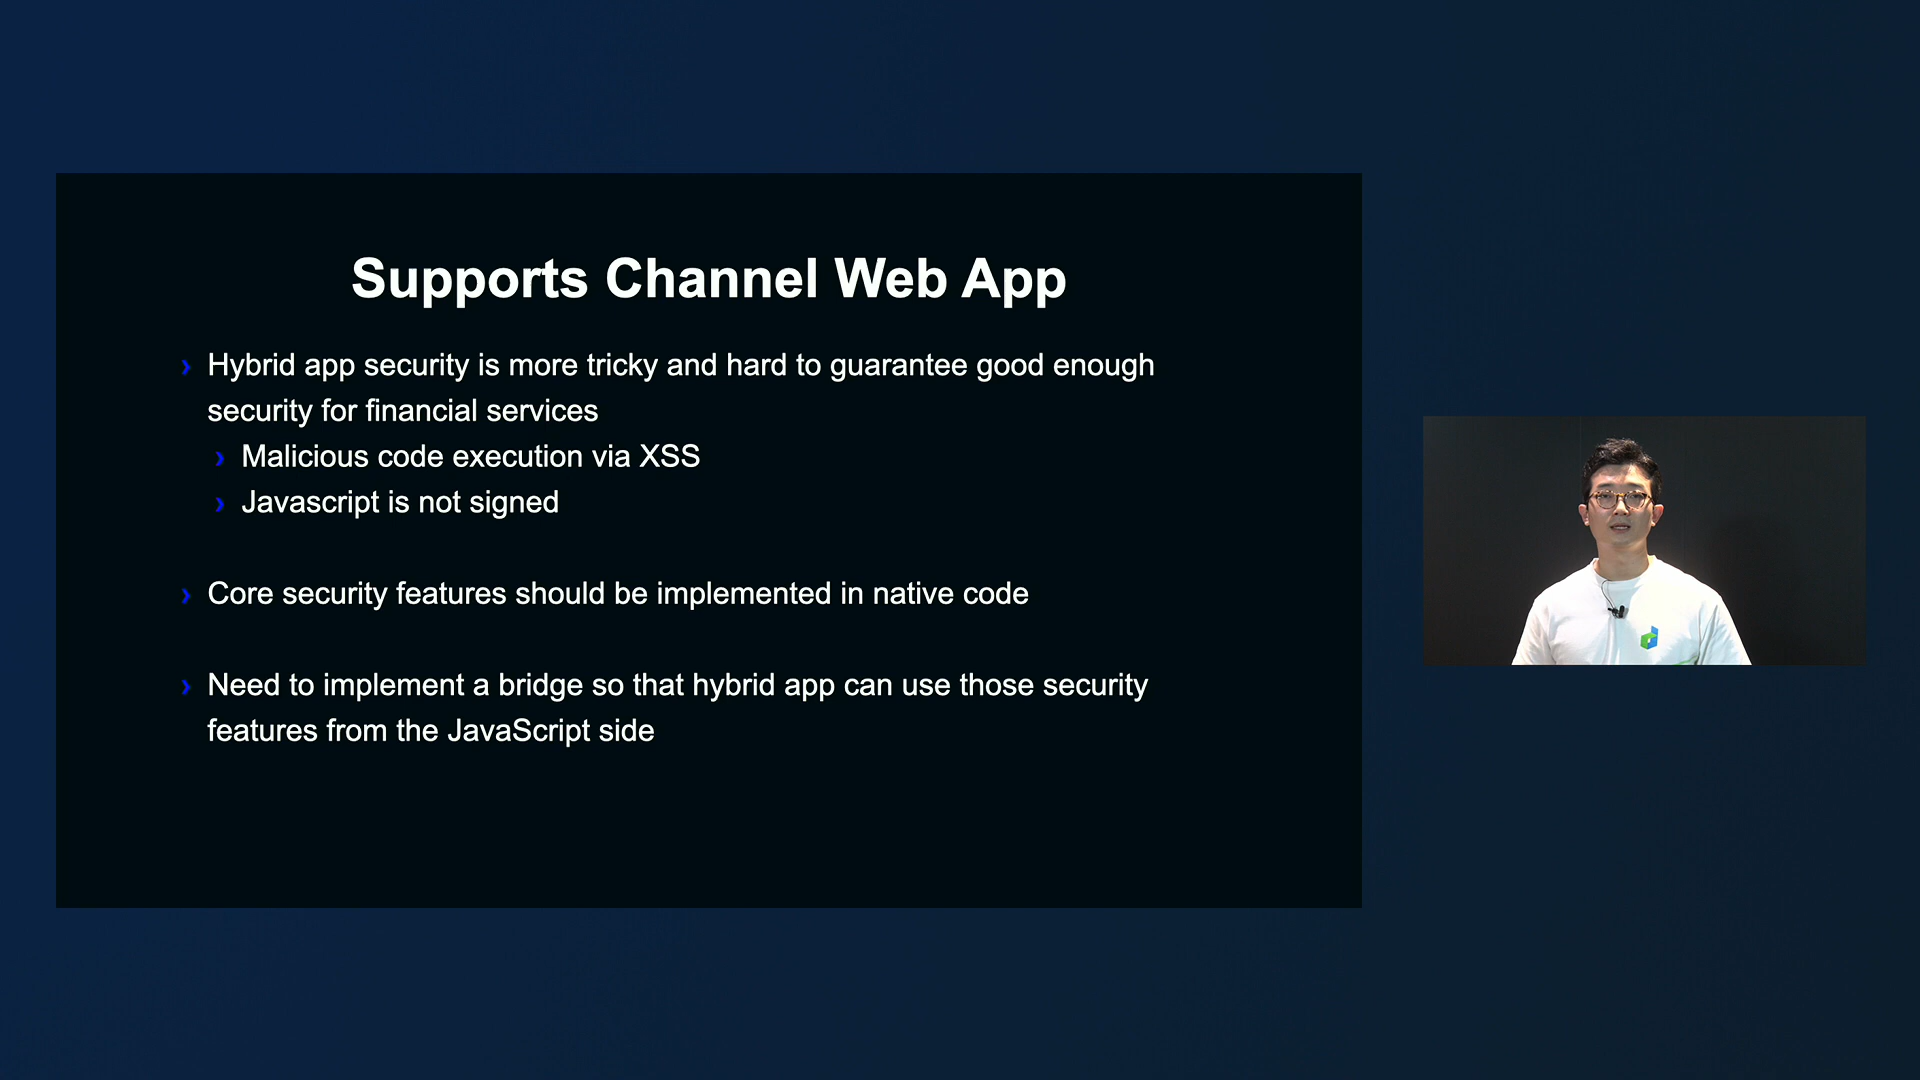 Supports Channel Web App
› Hybrid app security is more tricky and hard to guarantee good enough
security for financial services
› Malicious code execution via XSS
› Javascript is not signed
› Core security features should be implemented in native code
› Need to implement a bridge so that hybrid app can use those security
features from the JavaScript side